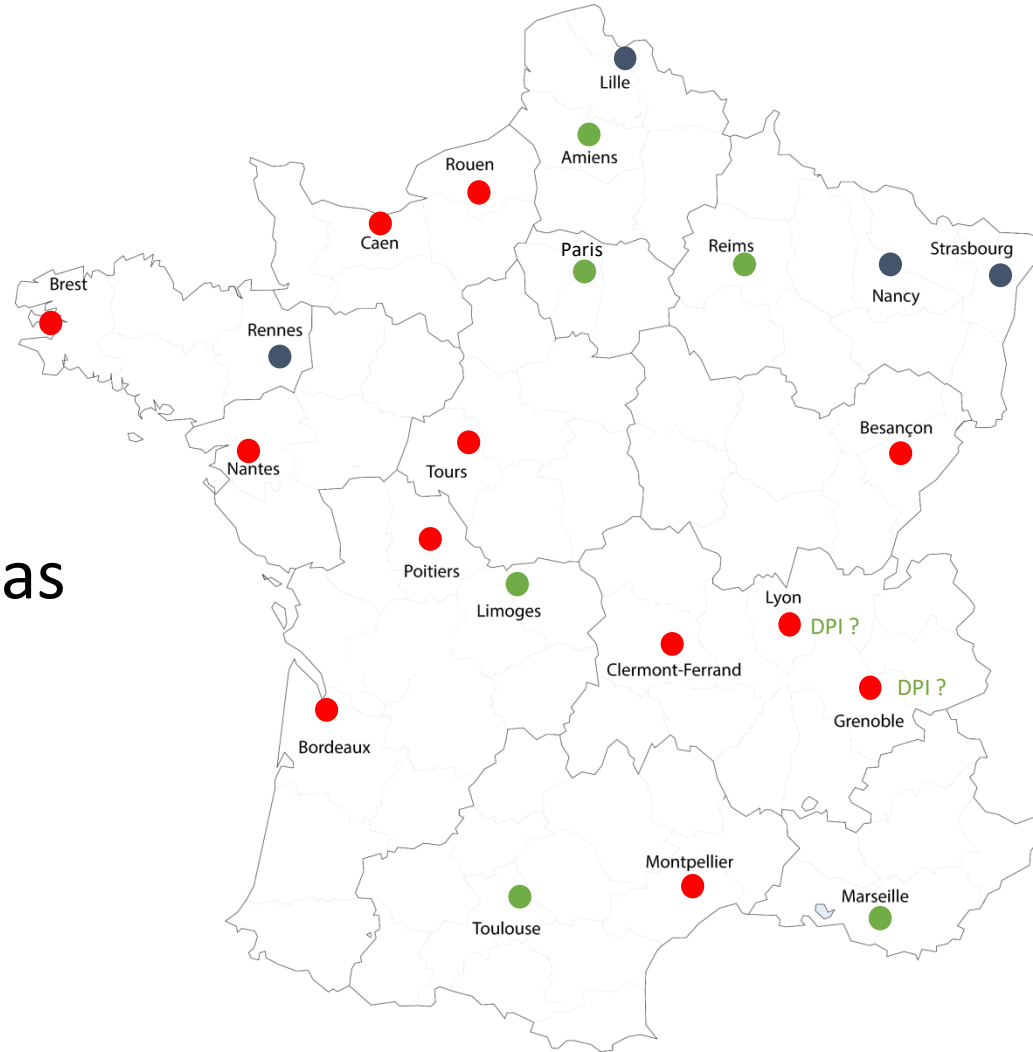 Lille
Amiens
Rouen
Caen
Paris
Reims
Strasbourg
Nancy
Brest
Rennes
Besançon
Nantes
Tours
as
Poitiers
Limoges
Lyon
DPI ?
Clermont-Ferrand
DPI ?
Grenoble
Bordeaux
Montpellier
Marseille
Toulouse